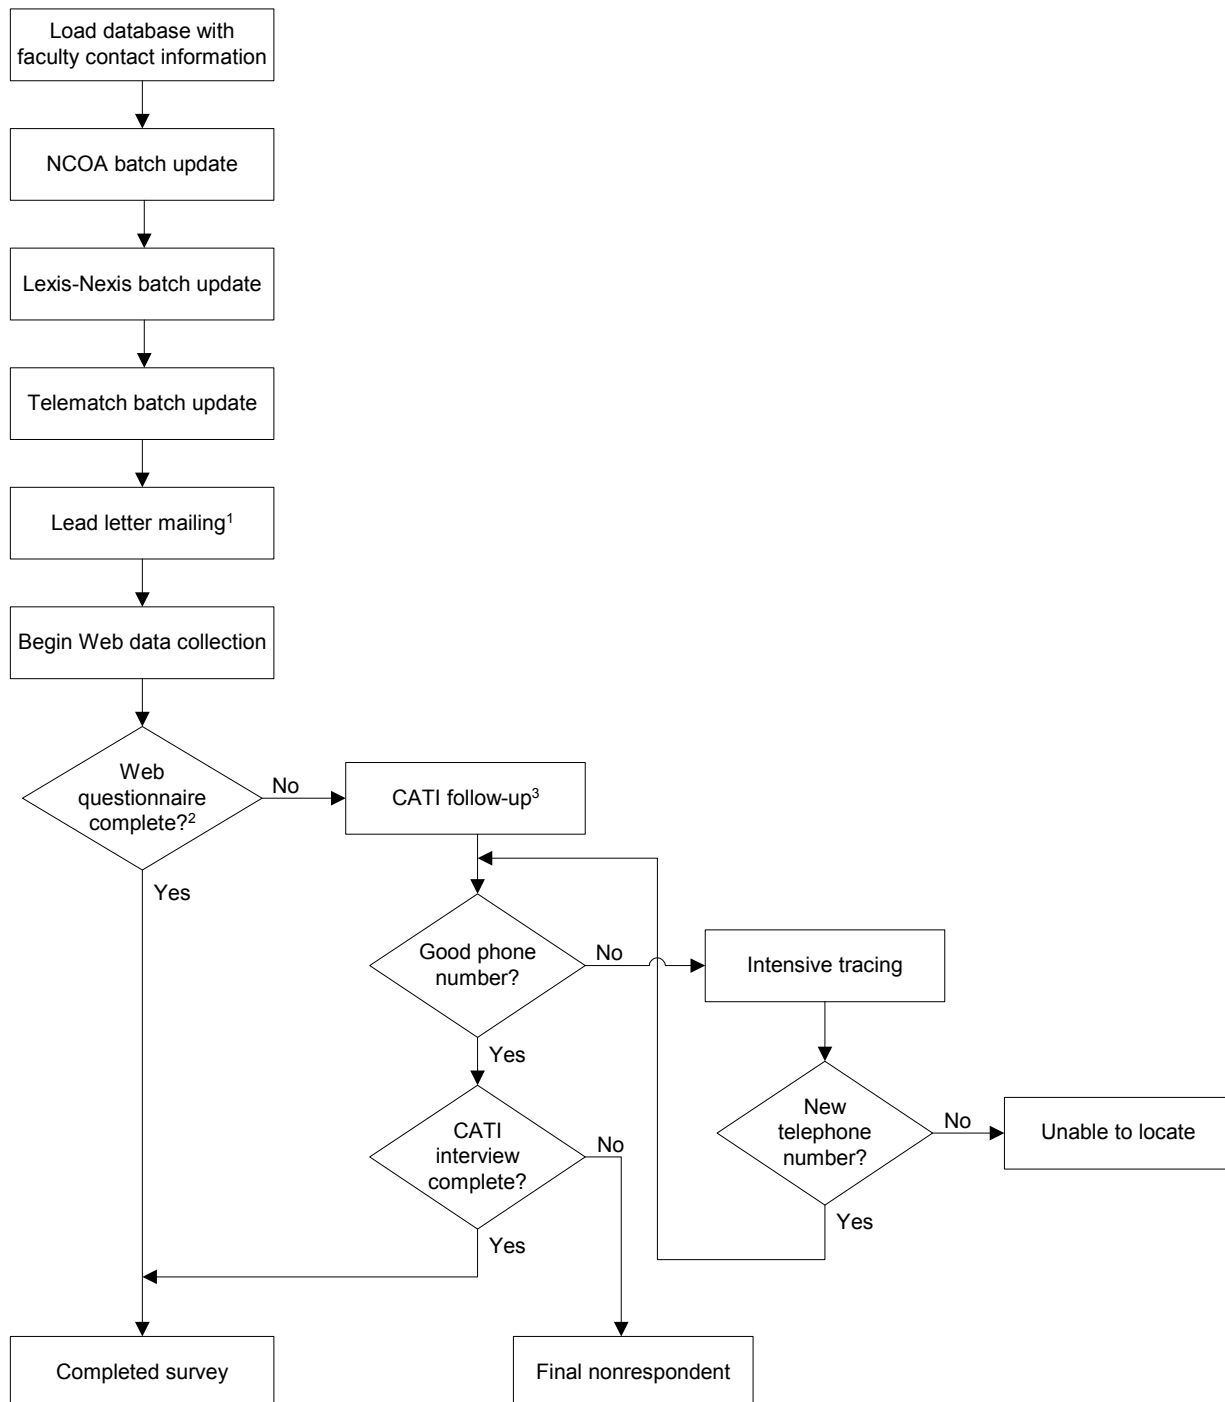 Load database with
faculty contact information
NCOA batch update
Lexis-Nexis batch update
Telematch batch update
Lead letter mailing¹
Begin Web data collection
Web
questionnaire
complete?²
No
CATI follow-up³
Yes
Good phone
number?
No
Intensive tracing
Yes
New
telephone
number?
No
Unable to locate
CATI
interview
complete?
No
Yes
Yes
Completed survey
Final nonrespondent